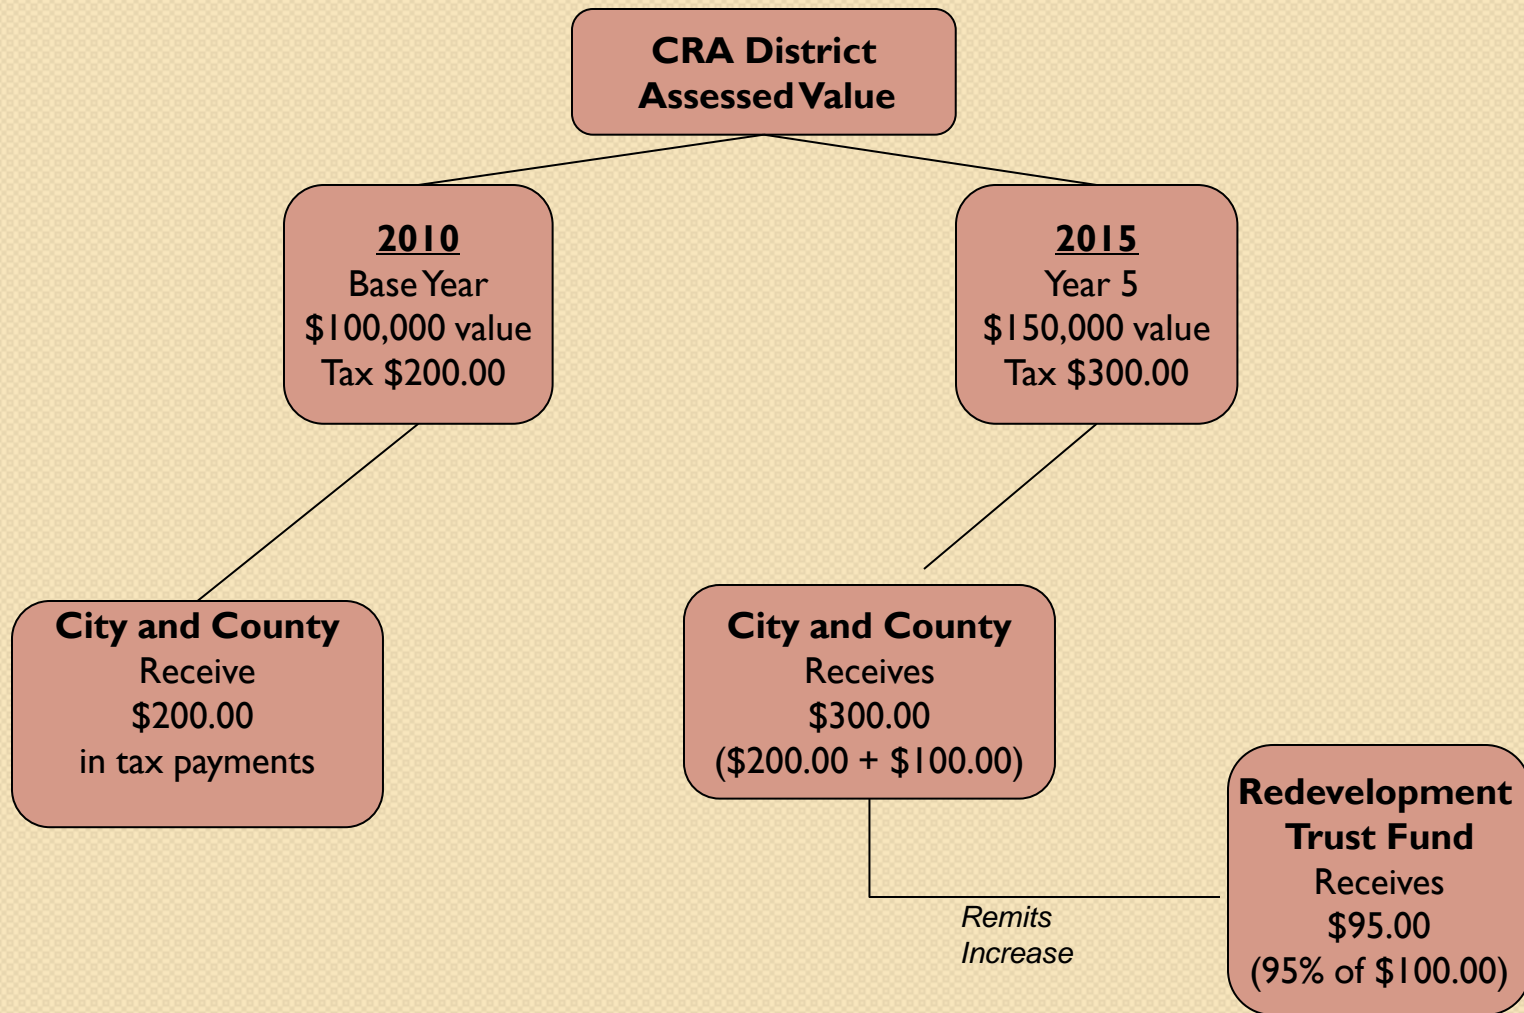 CRA District
Assessed Value
2010
Base Year
$100,000 value
Tax $200.00
2015
Year 5
$150,000 value
Tax $300.00
City and County
Receive
$200.00
in tax payments
City and County
Receives
$300.00
($200.00 + $100.00)
Remits
Increase
Redevelopment
Trust Fund
Receives
$95.00
(95% of $100.00)